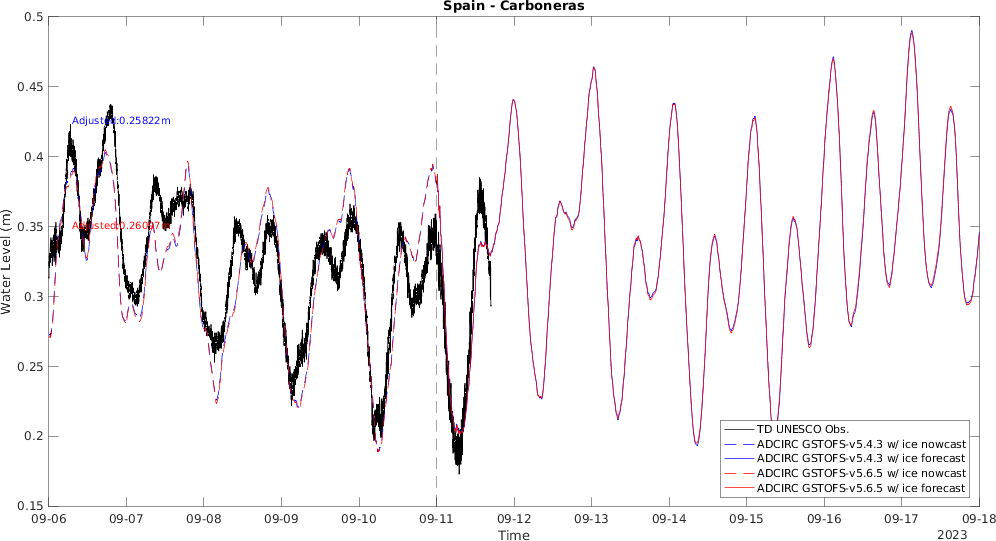 Spain - Carboneras
0.5
0.45
0.4
0.35
0.3
0.25
0.2
0.15
Water Level (m)
Adjusted:0.25822m
09-06
09-07
09-08
09-09
09-10
09-11
09-12
09-13
09-14
09-15
09-16
09-17
09-18
Time
2023
TD UNESCO Obs.
ADCIRC GSTOFS-v5.4.3 w/ ice nowcast
ADCIRC GSTOFS-v5.4.3 w/ ice forecast
ADCIRC GSTOFS-v5.6.5 w/ ice nowcast
ADCIRC GSTOFS-v5.6.5 w/ ice forecast